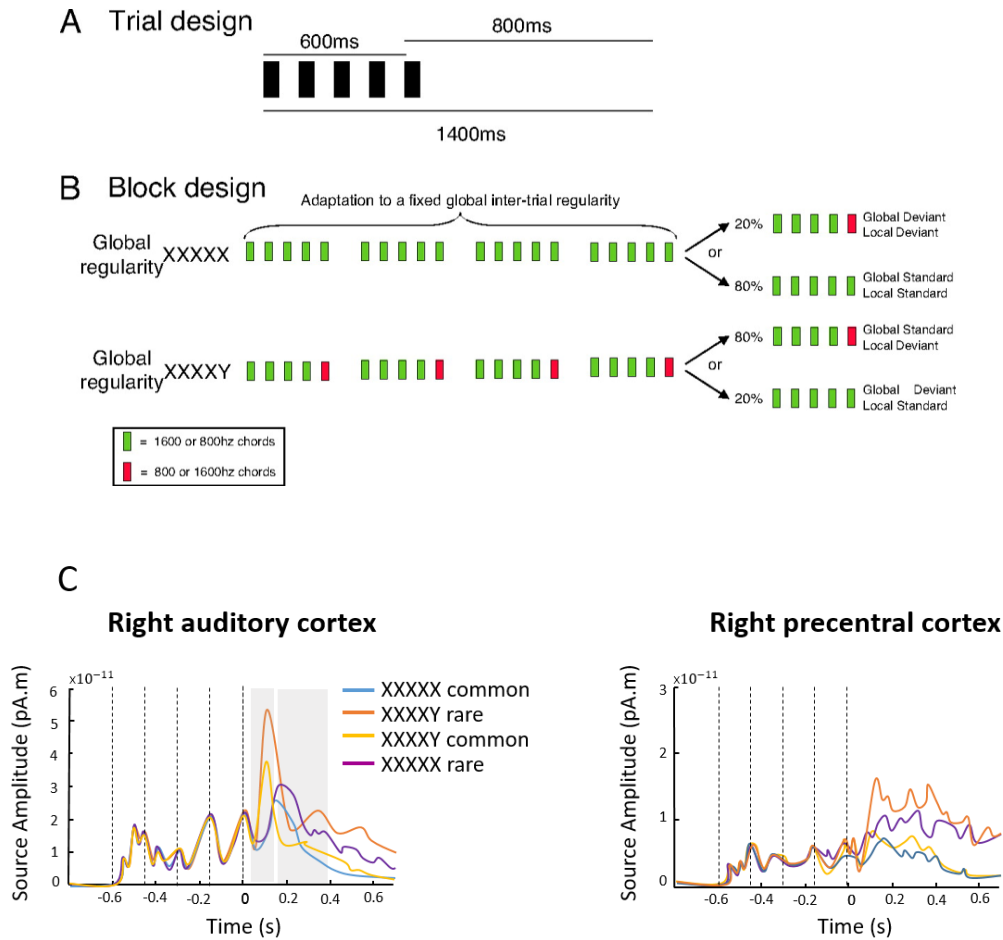 A Trial design
600ms
800ms
1400ms
B Block design
Adaptation to a fixed global inter-trial regularity
Global
regularity XXXXX
20%
Global Deviant
Local Deviant
or
80%
Global Standard
Local Standard
Global
regularity XXXXY
80%
Global Standard
Local Deviant
or
20%
Global Deviant
Local Standard
= 1600 or 800hz chords
= 800 or 1600hz chords
C
Right auditory cortex
Source Amplitude (pA.m)
x10⁻¹¹
6
5
4
3
2
1
0
-0.6 -0.4 -0.2 0 0.2 0.4 0.6
Time (s)
XXXXX common
XXXXY rare
XXXXY common
XXXXX rare
Right precentral cortex
Source Amplitude (pA.m)
x10⁻¹¹
3
2
1
0
-0.6 -0.4 -0.2 0 0.2 0.4 0.6
Time (s)